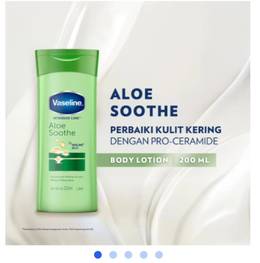 Vaseline
INTENSIVE CARE
Aloe
Soothe
ALOE
SOOTHE
PERBAIKI KULIT KERING
DENGAN PRO-CERAMIDE
BODY LOTION
200 ML